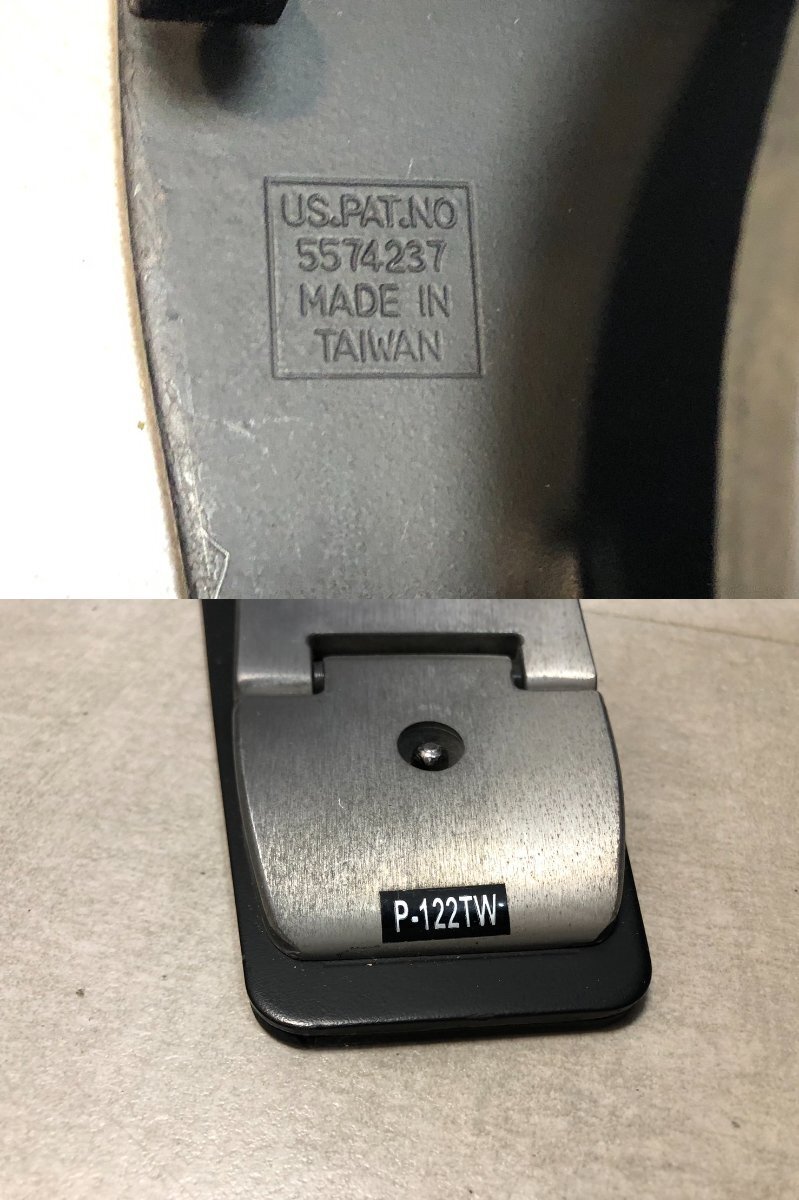 US.PAT.NO
5574237
MADE IN
TAIWAN
P-122TW